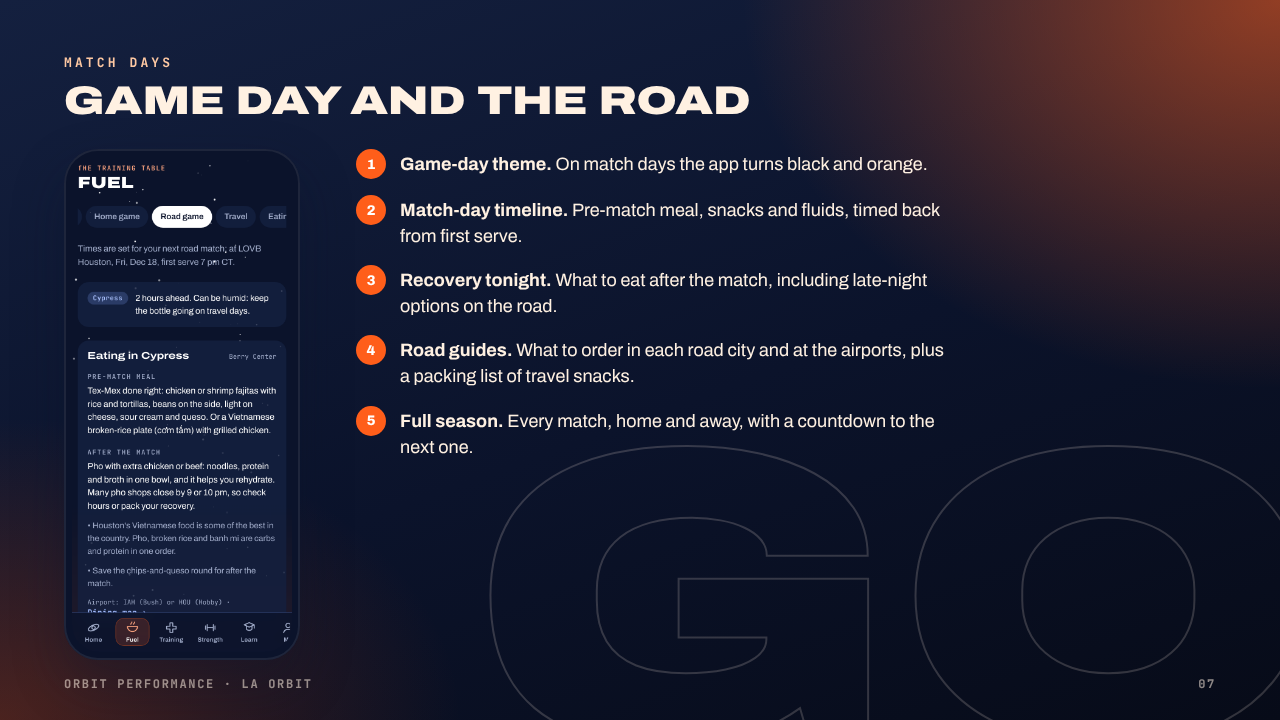 MATCH DAYS
GAME DAY AND THE ROAD
THE TRAINING TABLE
FUEL
Home game
Road game
Travel
Times are set for your next road match, at LOVB
Houston, Fri, Dec 18, first serve 7 pm CT.
Cypress
2 hours ahead. Can be humid: keep
the bottle going on travel days.
Eating in Cypress
Berry Center
PRE-MATCH MEAL
Tex-Mex done right: chicken or shrimp fajitas with
rice and tortillas, beans on the side, light on
cheese, sour cream and queso. Or a Vietnamese
broken-rice plate (cơm tấm) with grilled chicken.
AFTER THE MATCH
Pho with extra chicken or beef: noodles, protein
and broth in one bowl, and it helps you rehydrate.
Many pho shops close by 9 or 10 pm, so check
hours or pack your recovery.
• Houston's Vietnamese food is some of the best in
the country. Pho, broken rice and banh mi are carbs
and protein in one order.
• Save the chips-and-queso round for after the
match.
Airport: IAH (Bush) or HOU (Hobby) ·
Home
Fuel
Training
Strength
Learn
1 Game-day theme. On match days the app turns black and orange.
2 Match-day timeline. Pre-match meal, snacks and fluids, timed back
from first serve.
3 Recovery tonight. What to eat after the match, including late-night
options on the road.
4 Road guides. What to order in each road city and at the airports, plus
a packing list of travel snacks.
5 Full season. Every match, home and away, with a countdown to the
next one.
GO
ORBIT PERFORMANCE · LA ORBIT
07